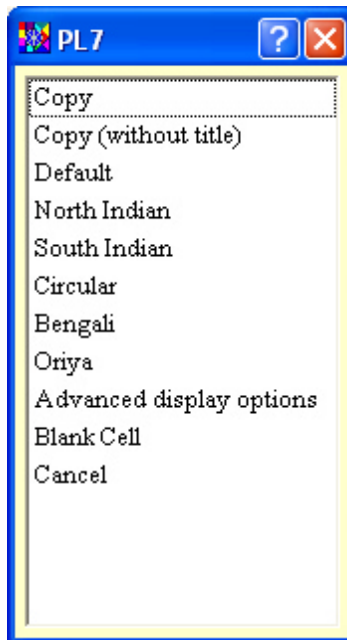 PL7
Copy
Copy (without title)
Default
North Indian
South Indian
Circular
Bengali
Oriya
Advanced display options
Blank Cell
Cancel